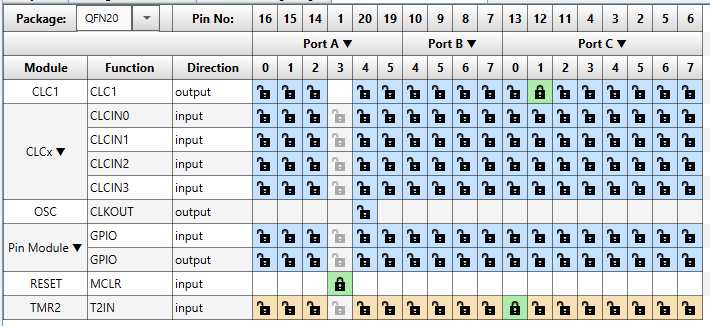 Package: QFN20 Pin No: 16 15 14 1 20 19 10 9 8 7 13 12 11 4 3 2 5 6
Port A ▼ Port B ▼ Port C ▼
Module Function Direction 0 1 2 3 4 5 4 5 6 7 0 1 2 3 4 5 6 7
CLC1 CLC1 output
CLCx ▼ CLCIN0 input
CLCIN1 input
CLCIN2 input
CLCIN3 input
OSC CLKOUT output
Pin Module ▼ GPIO input
GPIO output
RESET MCLR input
TMR2 T2IN input